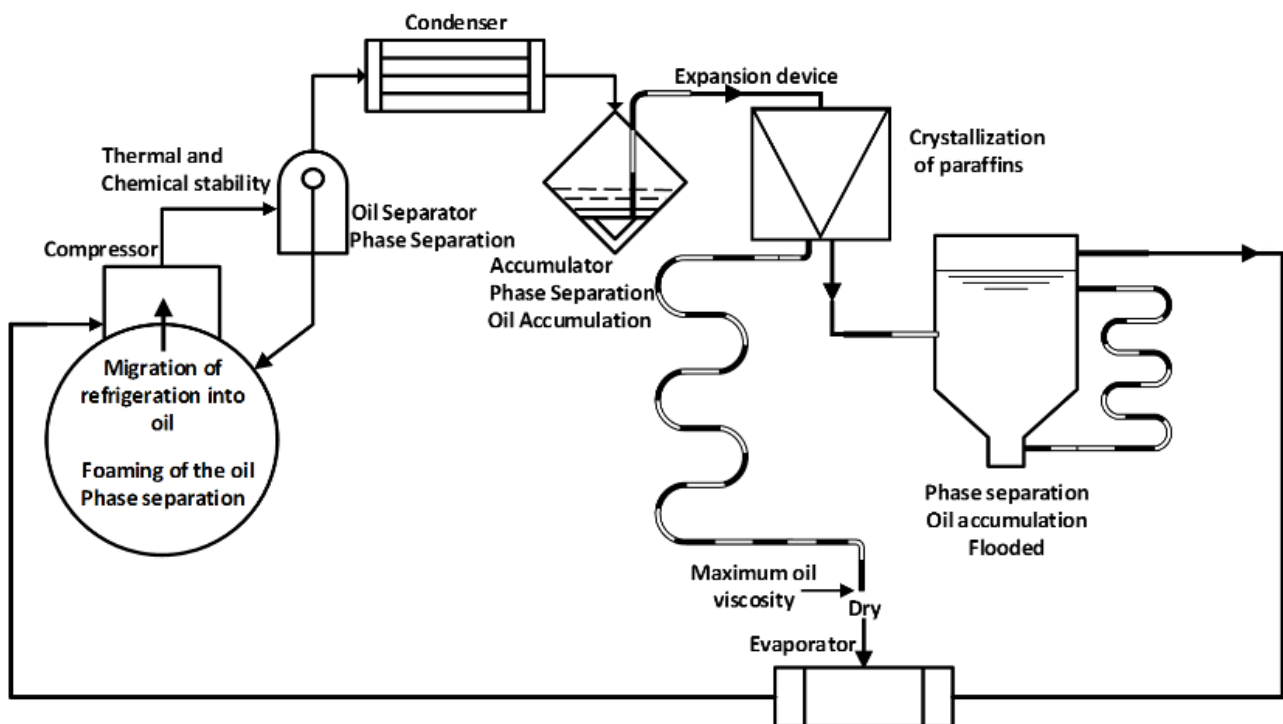 Condenser
Expansion device
Thermal and
Chemical stability
Crystallization
of paraffins
Oil Separator
Phase Separation
Compressor
Accumulator
Phase Separation
Oil Accumulation
Migration of
refrigeration into
oil
Foaming of the oil
Phase separation
Phase separation
Oil accumulation
Flooded
Maximum oil
viscosity
Dry
Evaporator